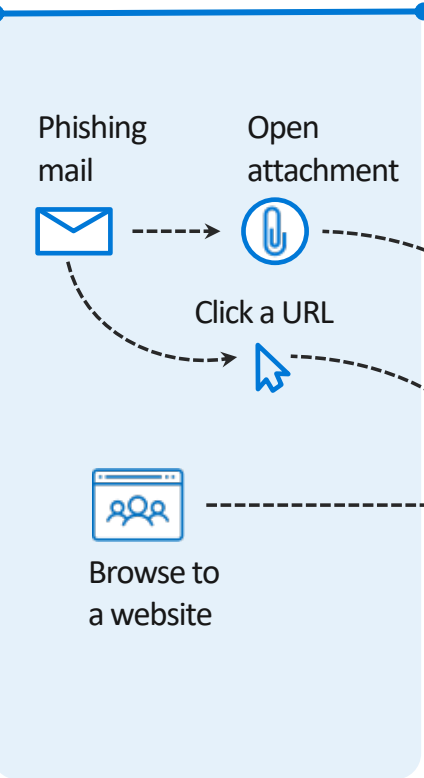 Phishing
mail
Open
attachment
Click a URL
Browse to
a website